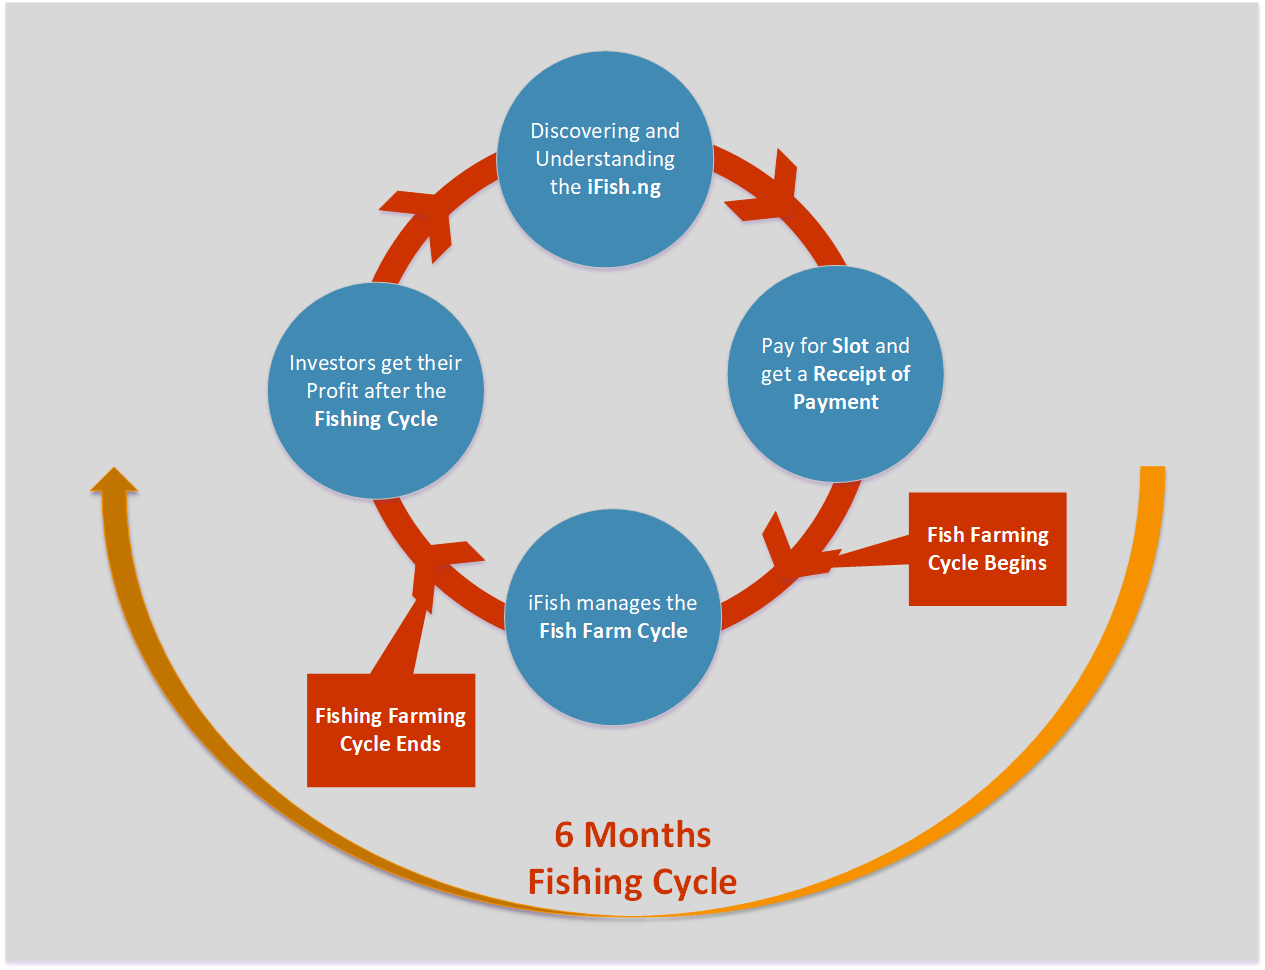 Discovering and
Understanding
the iFish.ng
Pay for Slot and
get a Receipt of
Payment
Investors get their
Profit after the
Fishing Cycle
Fish Farming
Cycle Begins
iFish manages the
Fish Farm Cycle
Fishing Farming
Cycle Ends
6 Months
Fishing Cycle